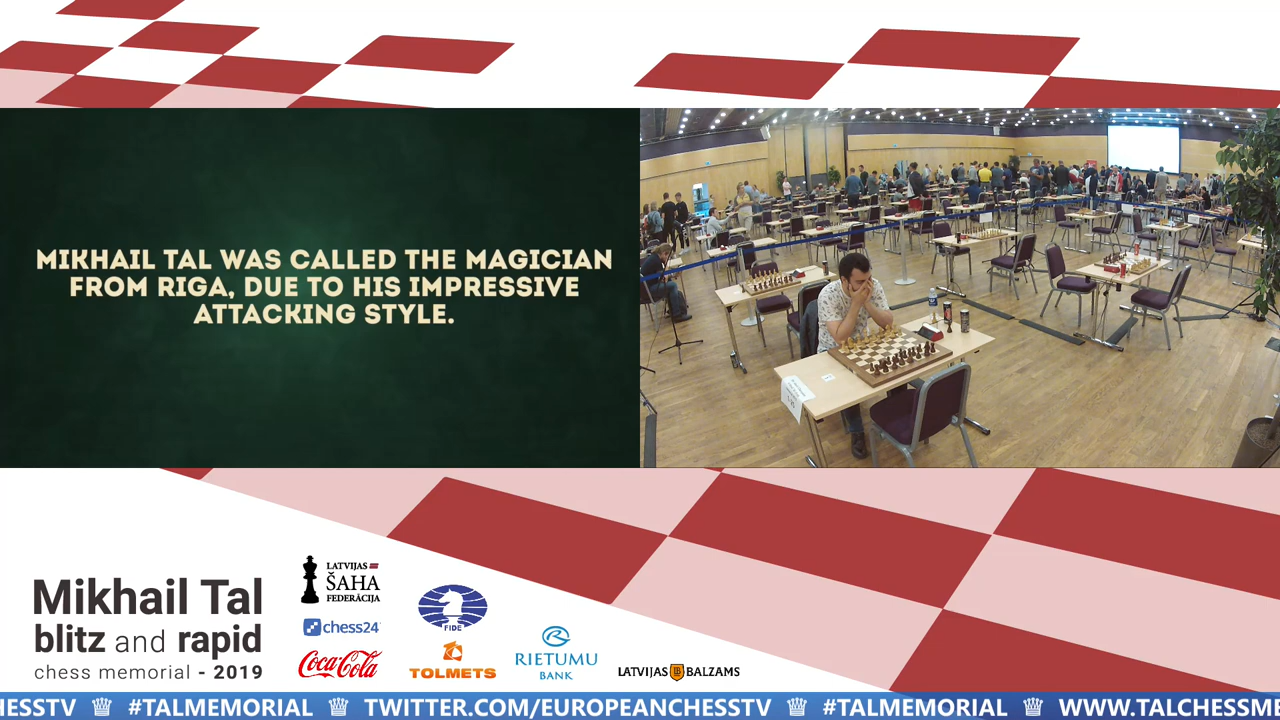 MIKHAIL TAL WAS CALLED THE MAGICIAN
FROM RIGA, DUE TO HIS IMPRESSIVE
ATTACKING STYLE.
Mikhail Tal
blitz and rapid
chess memorial - 2019
LATVIJAS
ŠAHA
FEDERĀCIJA
chess24
Coca-Cola
FIDE
TOLMETS
RIETUMU
BANK
LATVIJAS BALZAMS
HESSTV #TALMEMORIAL TWITTER.COM/EUROPEANCHESSTV #TALMEMORIAL WWW.TALCHESSME